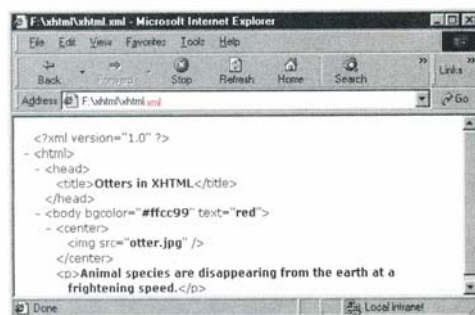 F:\xhtml\xhtml.xml - Microsoft Internet Explorer
File Edit View Favorites Tools Help
Back Forward Stop Refresh Home Search » Links »
Address F:\xhtml\xhtml.xml Go
<?xml version="1.0" ?>
- <html>
- <head>
<title>Otters in XHTML</title>
</head>
- <body bgcolor="#ffcc99" text="red">
- <center>
<img src="otter.jpg" />
</center>
<p>Animal species are disappearing from the earth at a
frightening speed.</p>
Done Local intranet